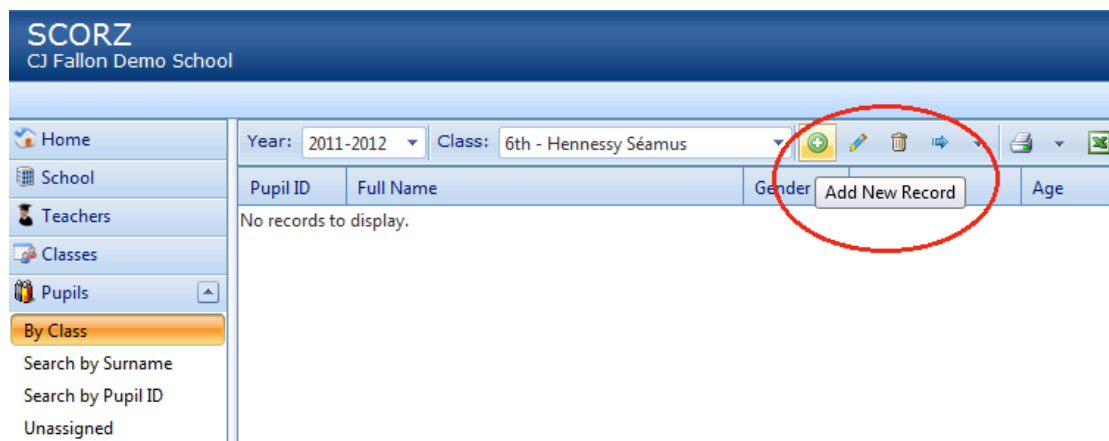 SCORZ
CJ Fallon Demo School
Home
School
Teachers
Classes
Pupils
By Class
Search by Surname
Search by Pupil ID
Unassigned
Year: 2011-2012 Class: 6th - Hennessy Séamus
Pupil ID Full Name Gender Age
Add New Record
No records to display.